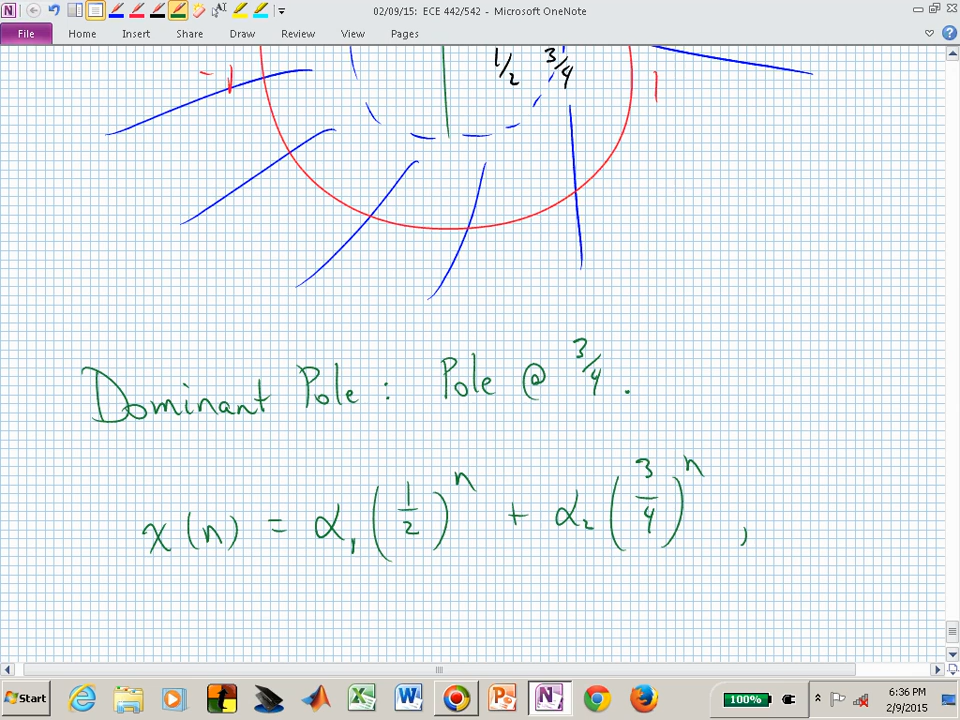 02/09/15: ECE 442/542 - Microsoft OneNote
File Home Insert Share Draw Review View Pages
-1 1/2 3/4 1
Dominant Pole : Pole @ 3/4 .
x(n) = α₁ (1/2)ⁿ + α₂ (3/4)ⁿ ,
Start 100% 6:36 PM
2/9/2015